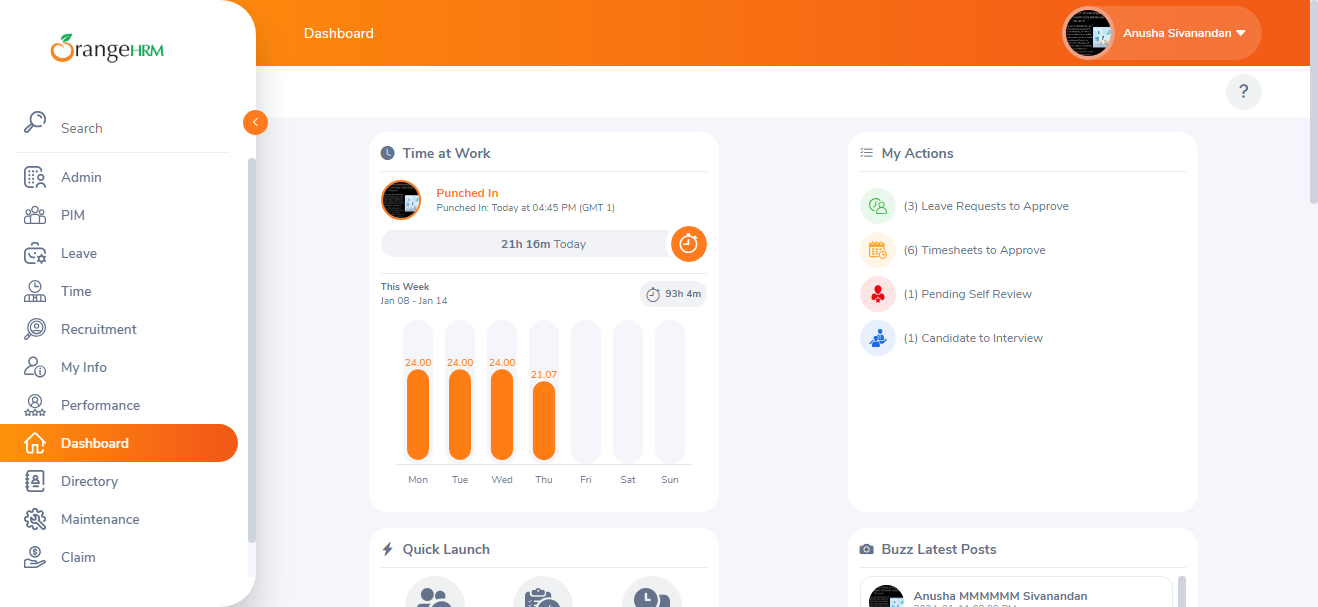 OrangeHRM
Search
Admin
PIM
Leave
Time
Recruitment
My Info
Performance
Dashboard
Directory
Maintenance
Claim
Dashboard
Anusha Sivanandan
?
Time at Work
Punched In
Punched In: Today at 04:45 PM (GMT 1)
21h 16m Today
This Week
Jan 08 - Jan 14
93h 4m
24.00 24.00 24.00 21.07
Mon Tue Wed Thu Fri Sat Sun
My Actions
(3) Leave Requests to Approve
(6) Timesheets to Approve
(1) Pending Self Review
(1) Candidate to Interview
Quick Launch
Buzz Latest Posts
Anusha MMMMMM Sivanandan